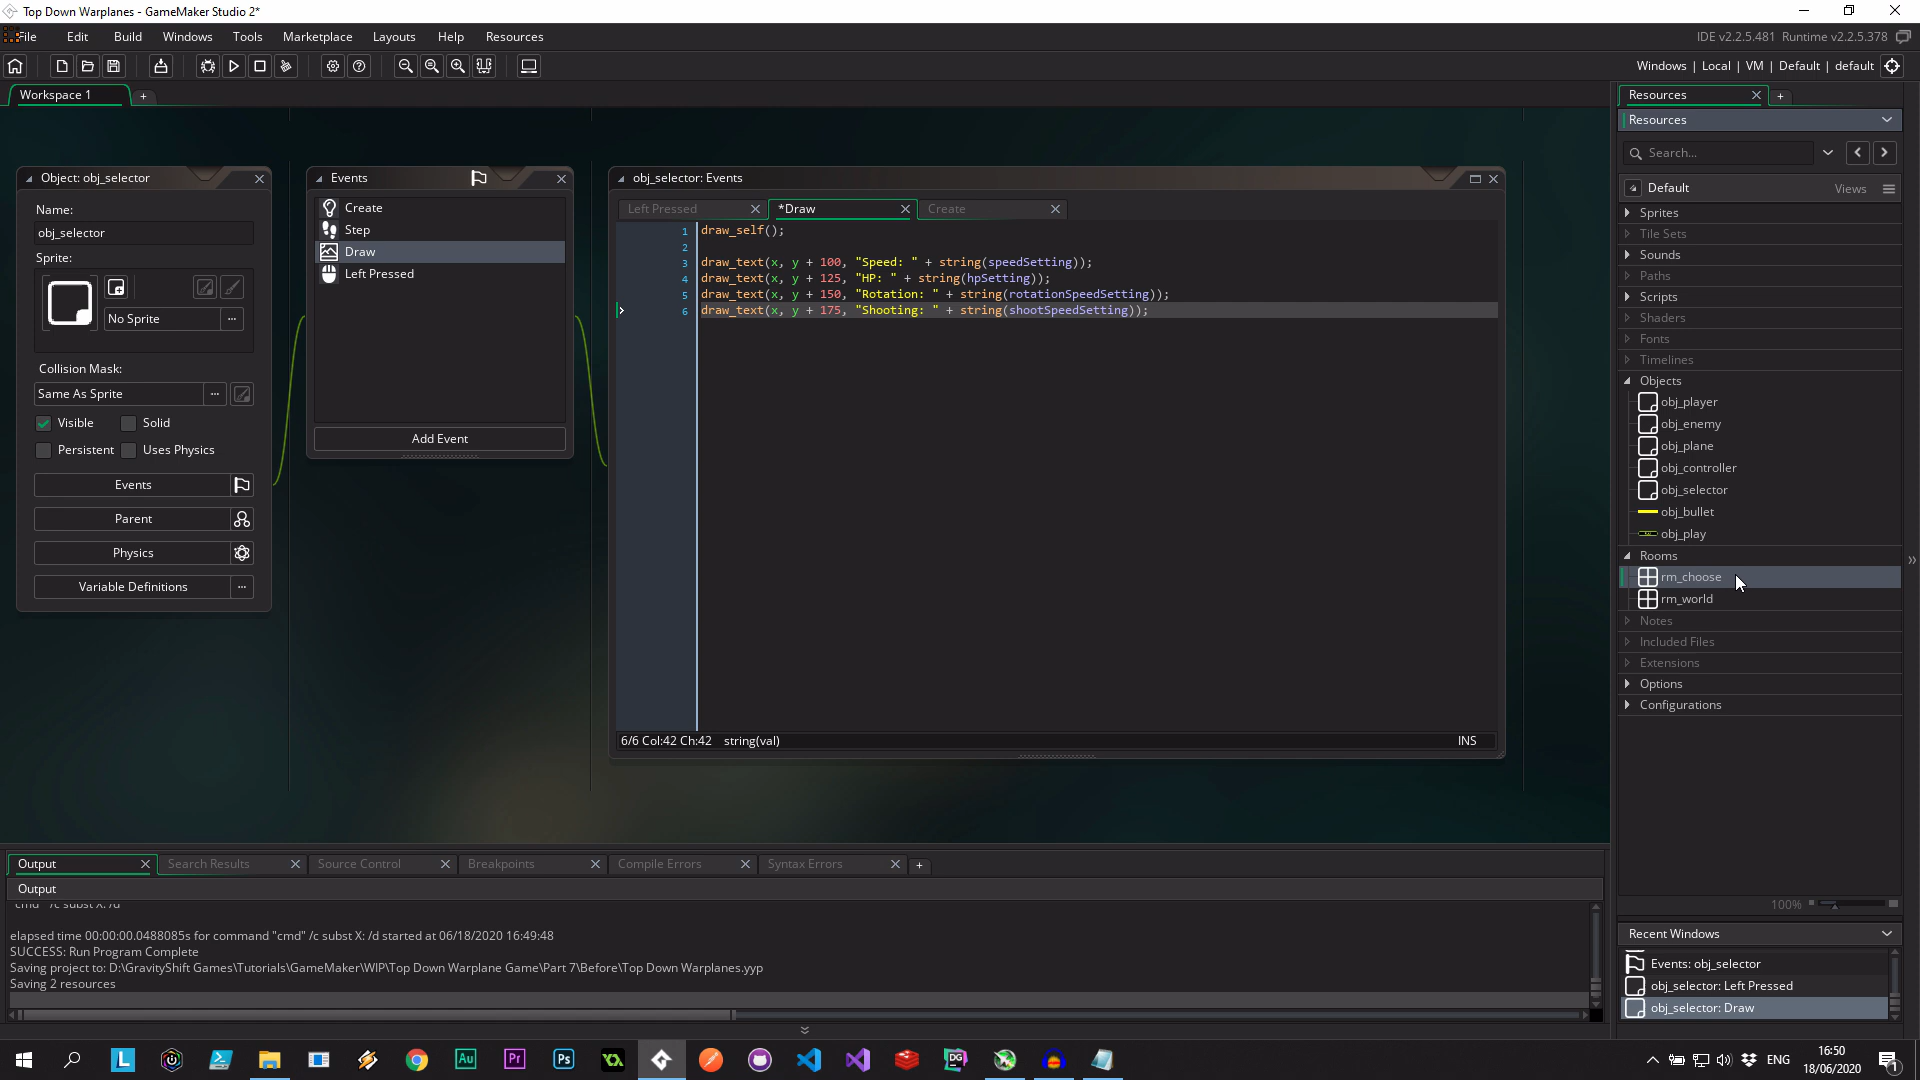 Top Down Warplanes - GameMaker Studio 2*
File Edit Build Windows Tools Marketplace Layouts Help Resources
IDE v2.2.5.481 Runtime v2.2.5.378
Windows | Local | VM | Default | default
Workspace 1
+
Resources
+
Resources
Search...
Default
Views
Sprites
Tile Sets
Sounds
Paths
Scripts
Shaders
Fonts
Timelines
Objects
obj_player
obj_enemy
obj_plane
obj_controller
obj_selector
obj_bullet
obj_play
Rooms
rm_choose
rm_world
Notes
Included Files
Extensions
Options
Configurations
100%
Recent Windows
Events: obj_selector
obj_selector: Left Pressed
obj_selector: Draw
Object: obj_selector
Name:
obj_selector
Sprite:
No Sprite
...
Collision Mask:
Same As Sprite
...
Visible
Solid
Persistent
Uses Physics
Events
Parent
Physics
Variable Definitions
...
Events
Create
Step
Draw
Left Pressed
Add Event
obj_selector: Events
Left Pressed
*Draw
Create
1 draw_self();
2
3 draw_text(x, y + 100, "Speed: " + string(speedSetting));
4 draw_text(x, y + 125, "HP: " + string(hpSetting));
5 draw_text(x, y + 150, "Rotation: " + string(rotationSpeedSetting));
6 draw_text(x, y + 175, "Shooting: " + string(shootSpeedSetting));
6/6 Col:42 Ch:42 string(val)
INS
Output
Search Results
Source Control
Breakpoints
Compile Errors
Syntax Errors
+
Output
"cmd" /c subst X: /d
elapsed time 00:00:00.0488085s for command "cmd" /c subst X: /d started at 06/18/2020 16:49:48
SUCCESS: Run Program Complete
Saving project to: D:\GravityShift Games\Tutorials\GameMaker\WIP\Top Down Warplane Game\Part 7\Before\Top Down Warplanes.yyp
Saving 2 resources
L
Au
Pr
Ps
DG
ENG
16:50
18/06/2020
1